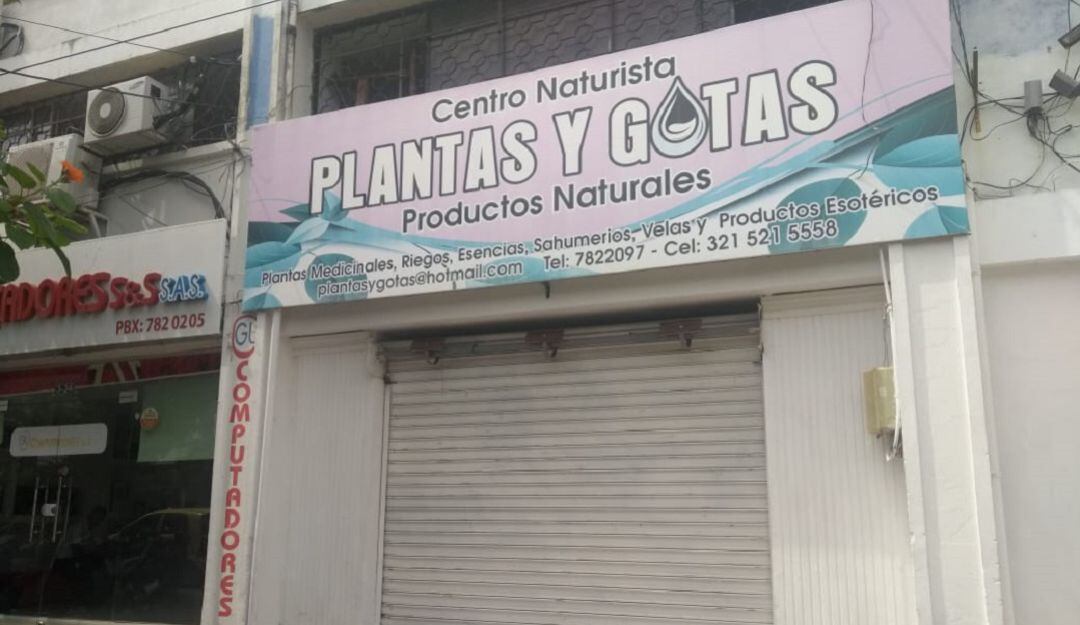 Centro Naturista
PLANTAS Y GOTAS
Productos Naturales
Plantas Medicinales, Riegos, Esencias, Sahumerios, Velas y Productos Esotéricos
plantasygotas@hotmail.com Tel: 7822097 - Cel: 321 521 5558
TADORES S&S S.A.S.
PBX: 782 0205
COMPUTADORES